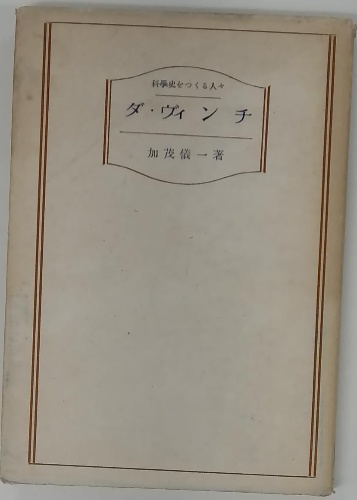 科學史をつくる人々
ダ・ヴィンチ
加茂儀一著